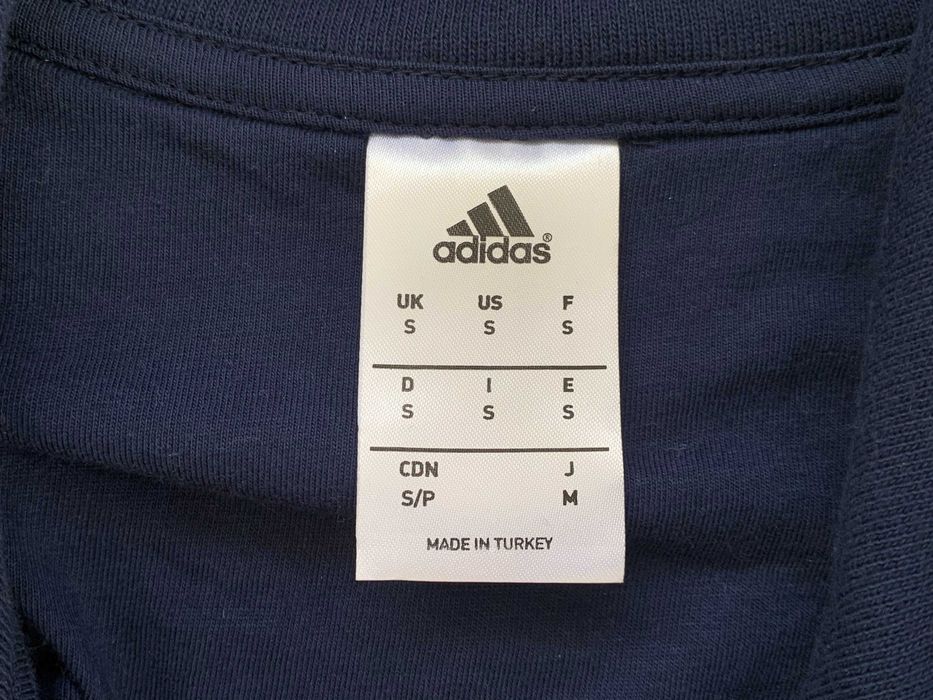 adidas®
UK US F
S S S
D I E
S S S
CDN J
S/P M
MADE IN TURKEY